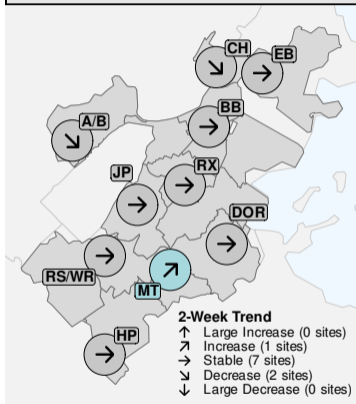 CH
EB
BB
A/B
RX
JP
DOR
RS/WR
MT
HP
2-Week Trend
↑ Large Increase (0 sites)
↗ Increase (1 sites)
→ Stable (7 sites)
↘ Decrease (2 sites)
↓ Large Decrease (0 sites)